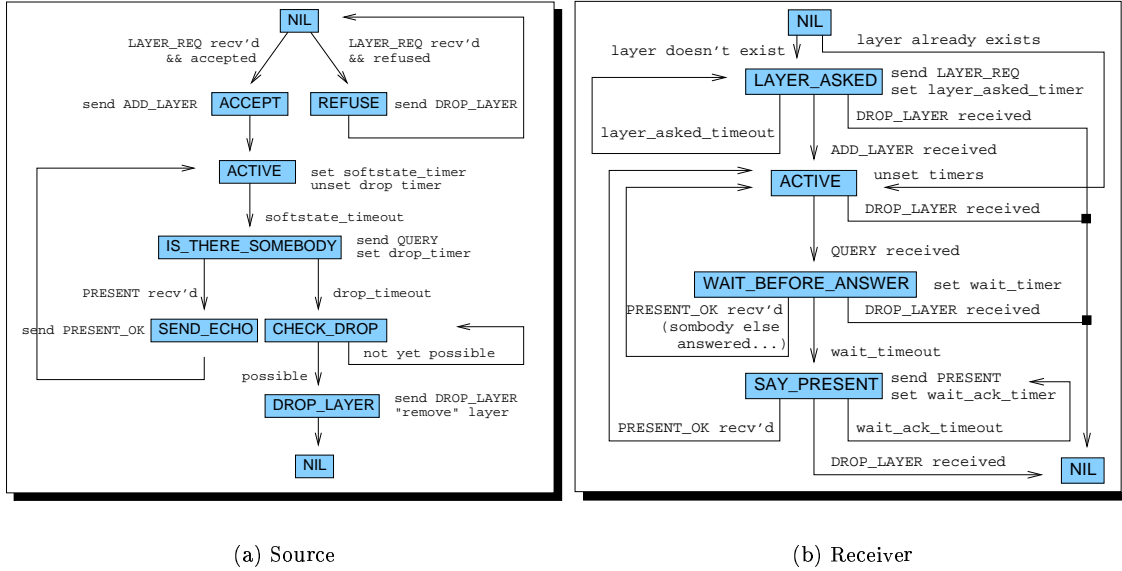 NIL
LAYER_REQ recv'd
&& accepted
LAYER_REQ recv'd
&& refused
send ADD_LAYER
ACCEPT
REFUSE
send DROP_LAYER
ACTIVE
set softstate_timer
unset drop timer
softstate_timeout
IS_THERE_SOMEBODY
send QUERY
set drop_timer
PRESENT recv'd
drop_timeout
send PRESENT_OK
SEND_ECHO
CHECK_DROP
not yet possible
possible
DROP_LAYER
send DROP_LAYER
"remove" layer
NIL
(a) Source
NIL
layer doesn't exist
layer already exists
LAYER_ASKED
send LAYER_REQ
set layer_asked_timer
DROP_LAYER received
layer_asked_timeout
ADD_LAYER received
ACTIVE
unset timers
DROP_LAYER received
QUERY received
WAIT_BEFORE_ANSWER
set wait_timer
PRESENT_OK recv'd
(sombody else
answered...)
DROP_LAYER received
wait_timeout
SAY_PRESENT
send PRESENT
set wait_ack_timer
PRESENT_OK recv'd
wait_ack_timeout
DROP_LAYER received
NIL
(b) Receiver